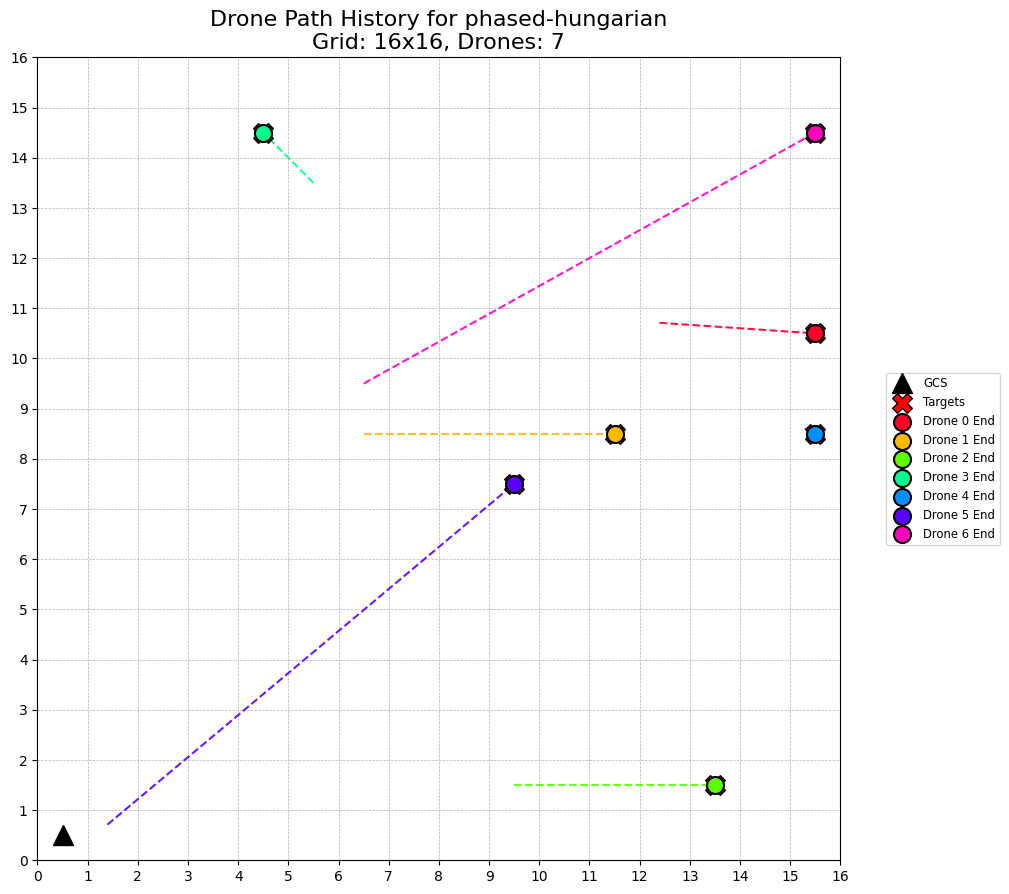 Drone Path History for phased-hungarian
Grid: 16x16, Drones: 7
16
15
14
13
12
11
10
9
8
7
6
5
4
3
2
1
0
0 1 2 3 4 5 6 7 8 9 10 11 12 13 14 15 16
GCS
Targets
Drone 0 End
Drone 1 End
Drone 2 End
Drone 3 End
Drone 4 End
Drone 5 End
Drone 6 End